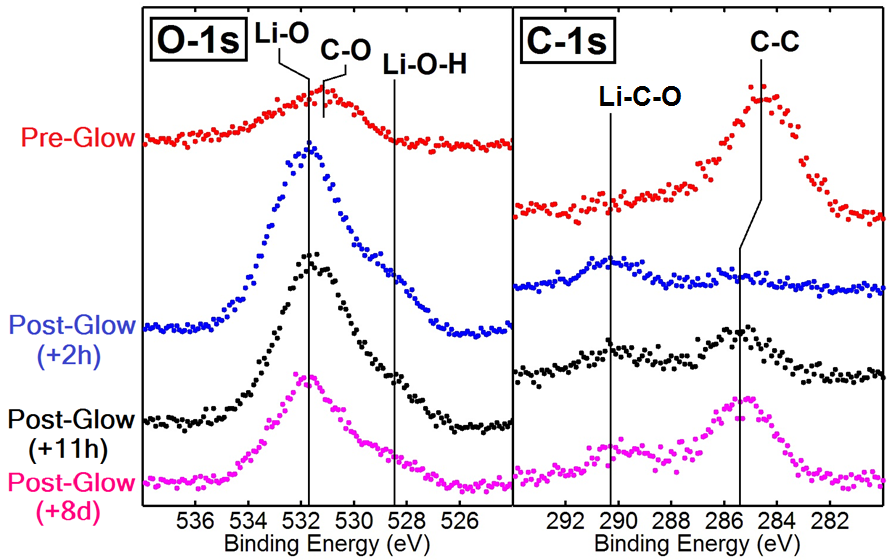 O-1s
Li-O
C-O
Li-O-H
C-1s
C-C
Li-C-O
Pre-Glow
Post-Glow
(+2h)
Post-Glow
(+11h)
Post-Glow
(+8d)
536 534 532 530 528 526
292 290 288 286 284 282
Binding Energy (eV)
Binding Energy (eV)